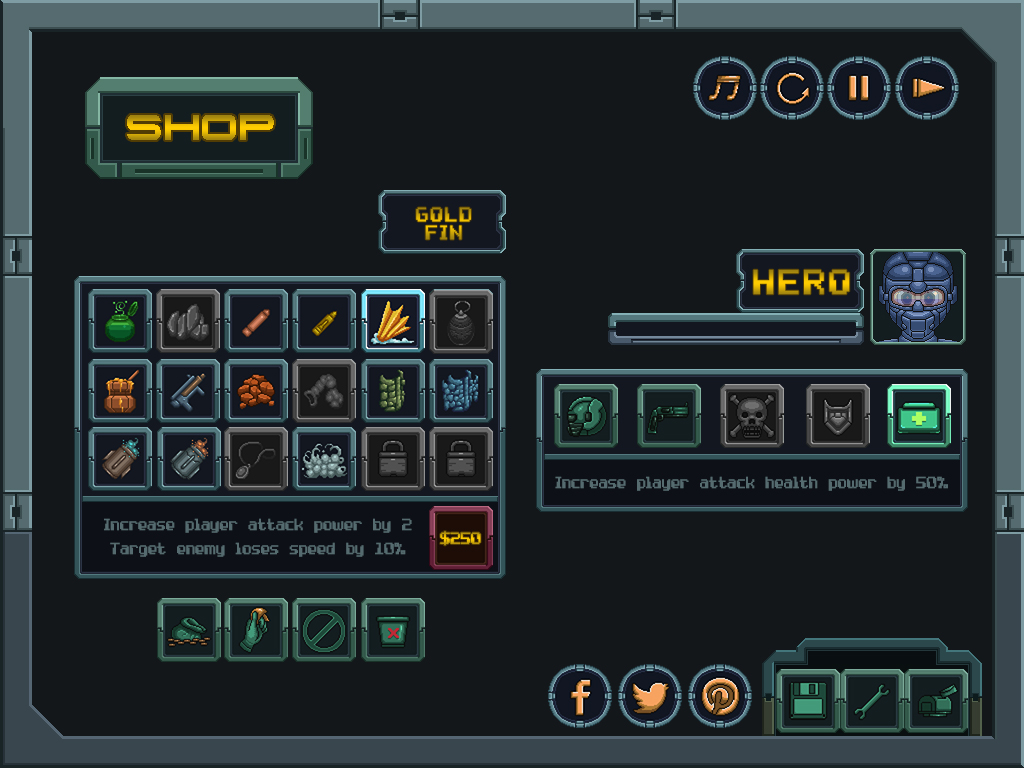 SHOP
GOLD
FIN
HERO
Increase player attack health power by 50%.
Increase player attack power by 2
Target enemy loses speed by 10%.
$250